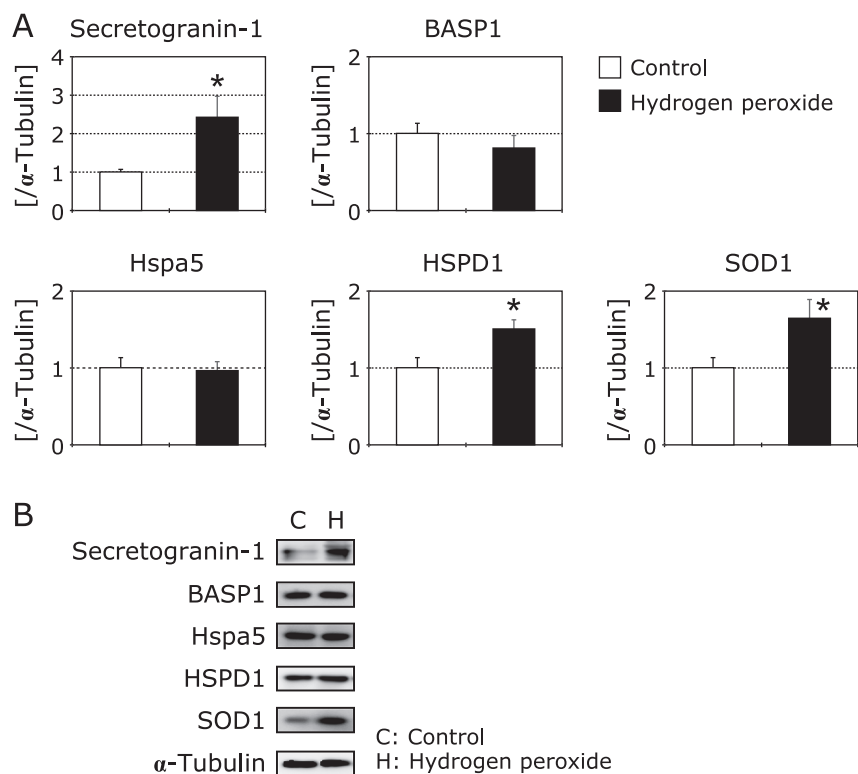 A
Secretogranin-1
[/α-Tubulin]
4
3
2
1
0
*
BASP1
[/α-Tubulin]
2
1
0
Control
Hydrogen peroxide
Hspa5
[/α-Tubulin]
2
1
0
HSPD1
[/α-Tubulin]
2
1
0
*
SOD1
[/α-Tubulin]
2
1
0
*
B
C H
Secretogranin-1
BASP1
Hspa5
HSPD1
SOD1
α-Tubulin
C: Control
H: Hydrogen peroxide